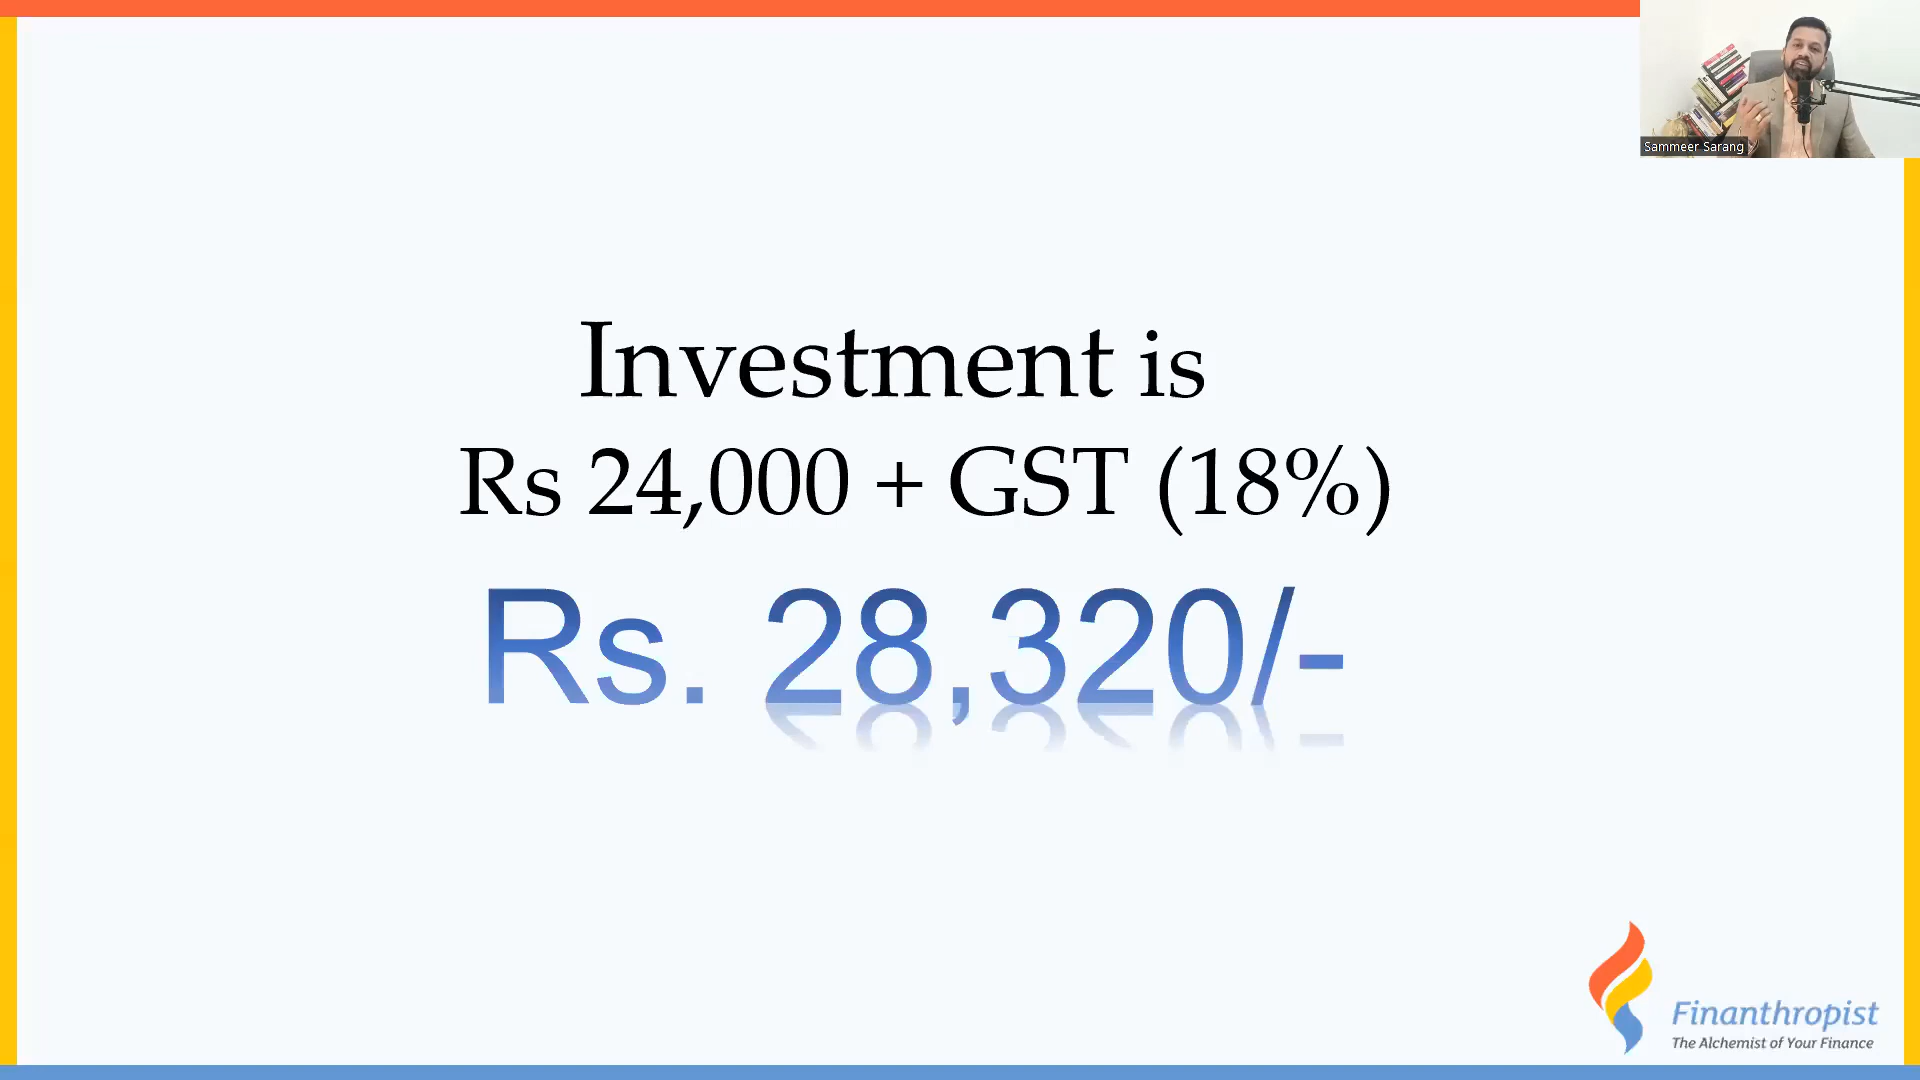 Sammeer Sarang
Investment is
Rs 24,000 + GST (18%)
Rs. 28,320/-
Finanthropist
The Alchemist of Your Finance